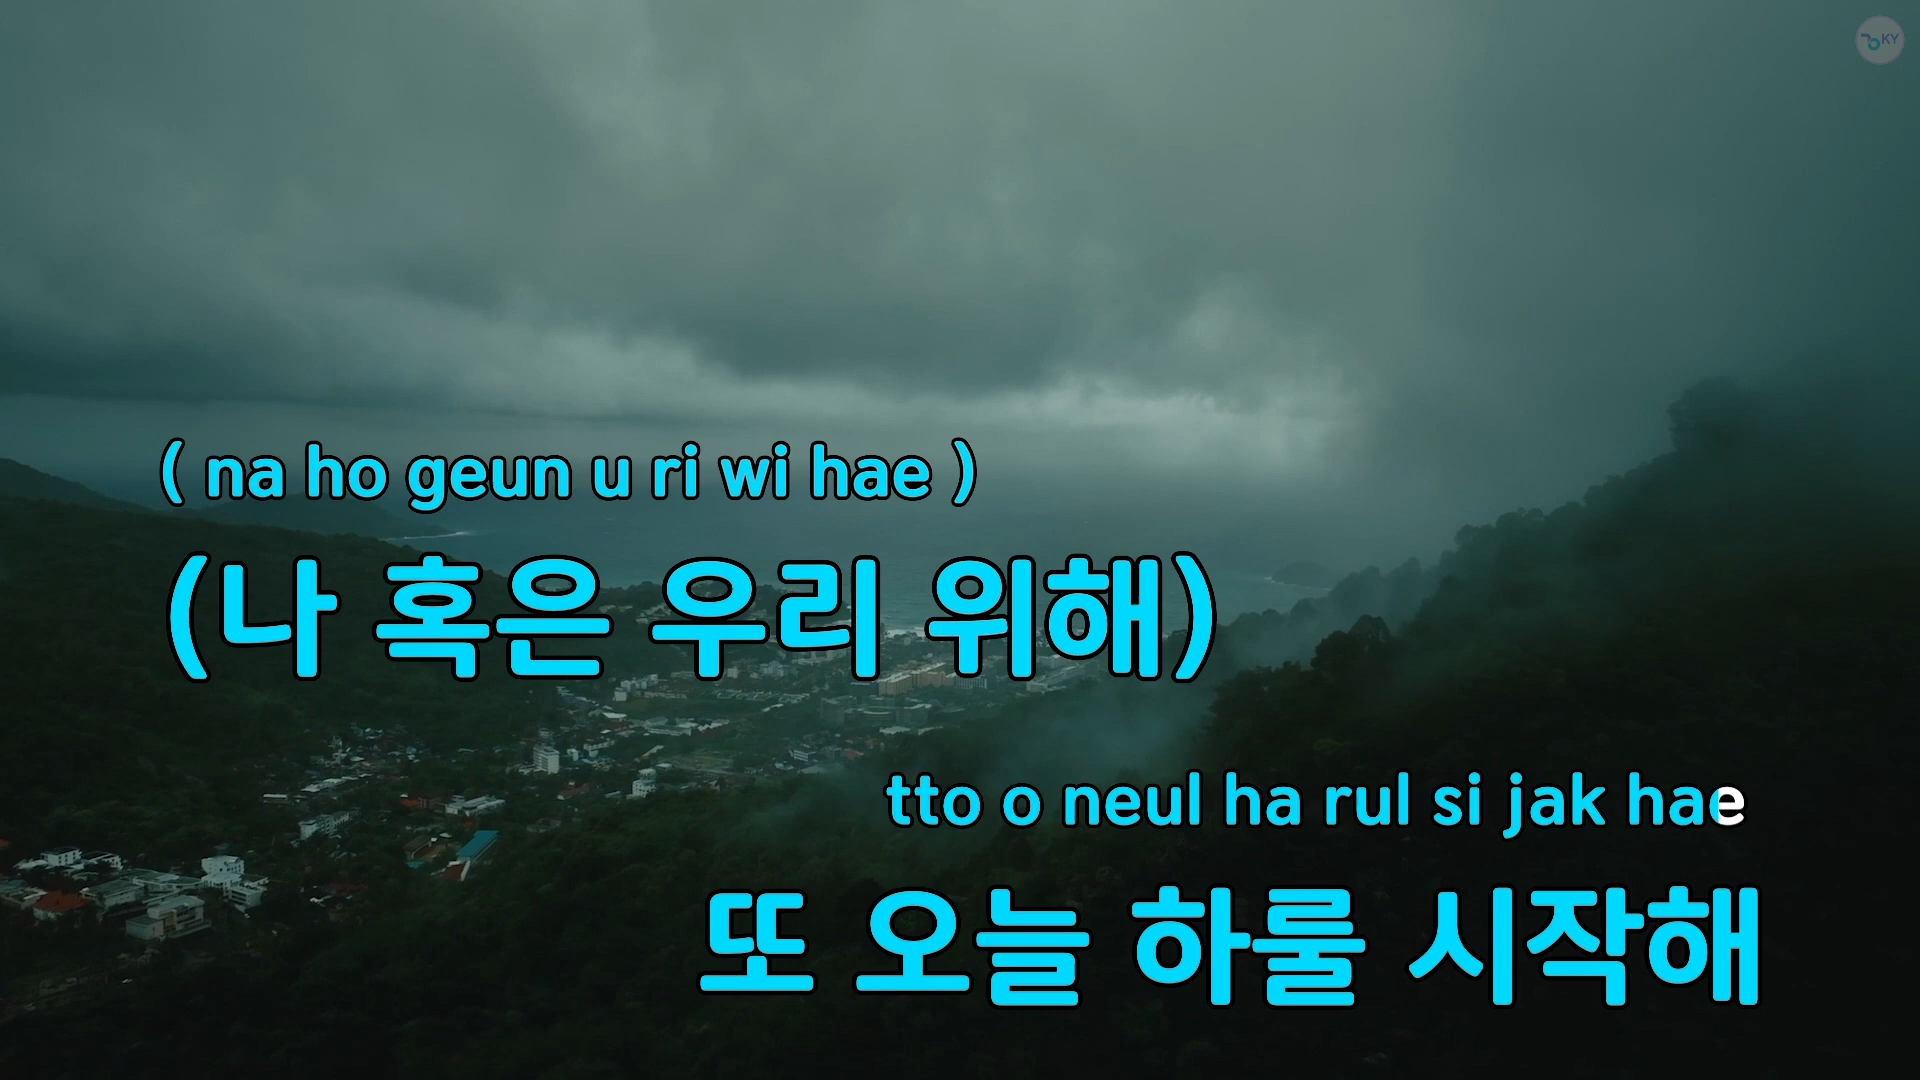 KY
( na ho geun u ri wi hae )
(나 혹은 우리 위해)
tto o neul ha rul si jak hae
또 오늘 하룰 시작해